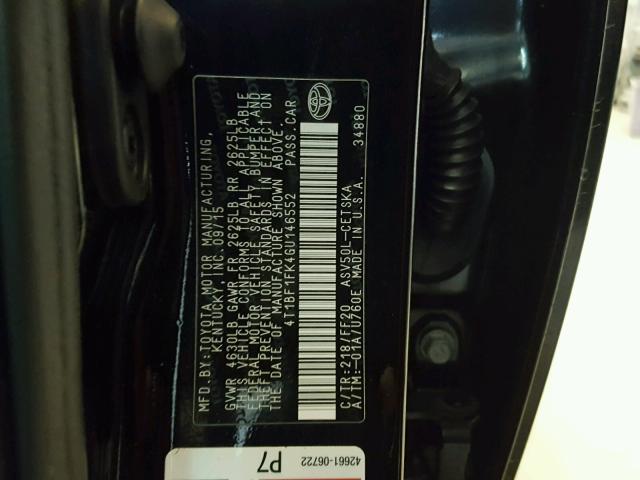 MFD.BY:TOYOTA MOTOR MANUFACTURING,
KENTUCKY, INC. 09/15
GVWR 4630LB GAWR FR 2625LB RR 2625LB
THIS VEHICLE CONFORMS TO ALL APPLICABLE
FEDERAL MOTOR VEHICLE SAFETY, BUMPER, AND
THEFT PREVENTION STANDARDS IN EFFECT ON
THE DATE OF MANUFACTURE SHOWN ABOVE.
4T1BF1FK4GU146552 PASS.CAR
C/TR:218/FF20 ASV50L-CETSKA
A/TM:-01A/U760E MADE IN U.S.A. 34880
42661-06722
P7